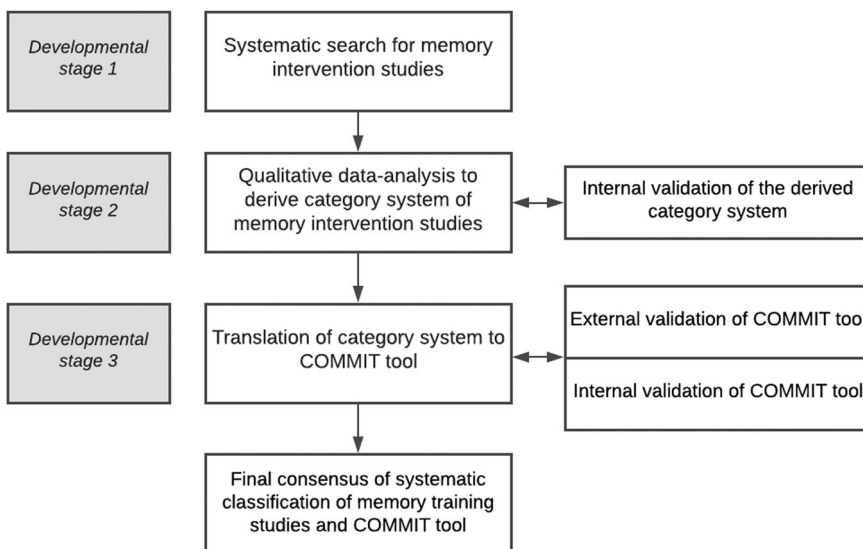 Developmental
stage 1
Systematic search for memory
intervention studies
Developmental
stage 2
Qualitative data-analysis to
derive category system of
memory intervention studies
Internal validation of the derived
category system
Developmental
stage 3
Translation of category system to
COMMIT tool
External validation of COMMIT tool
Internal validation of COMMIT tool
Final consensus of systematic
classification of memory training
studies and COMMIT tool